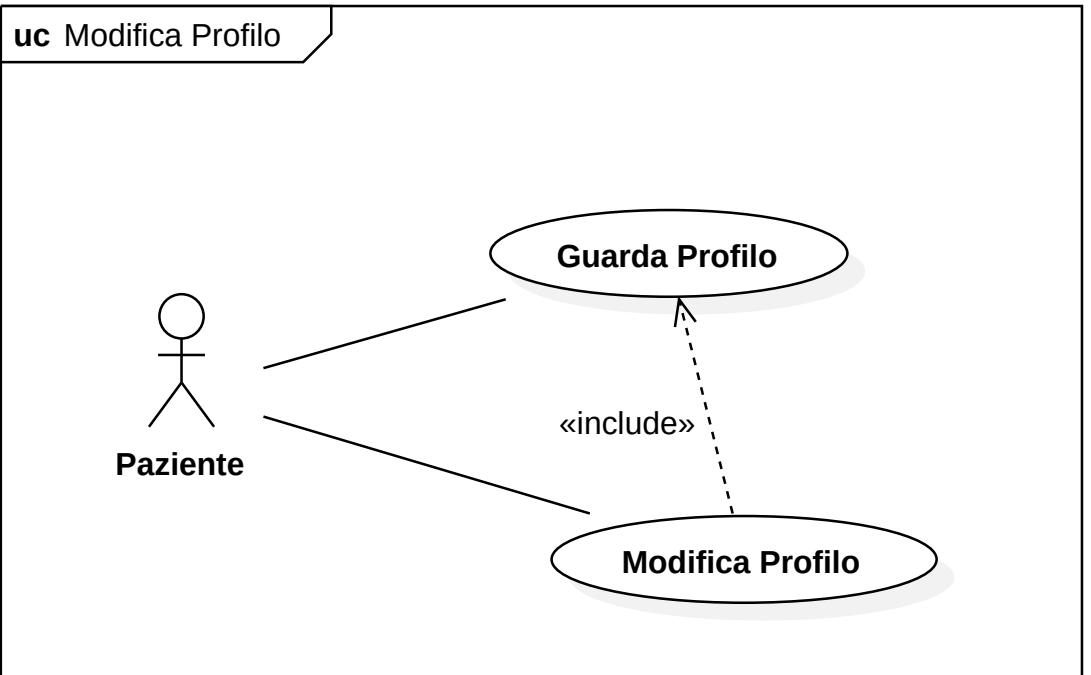 uc Modifica Profilo
Guarda Profilo
«include»
Paziente
Modifica Profilo